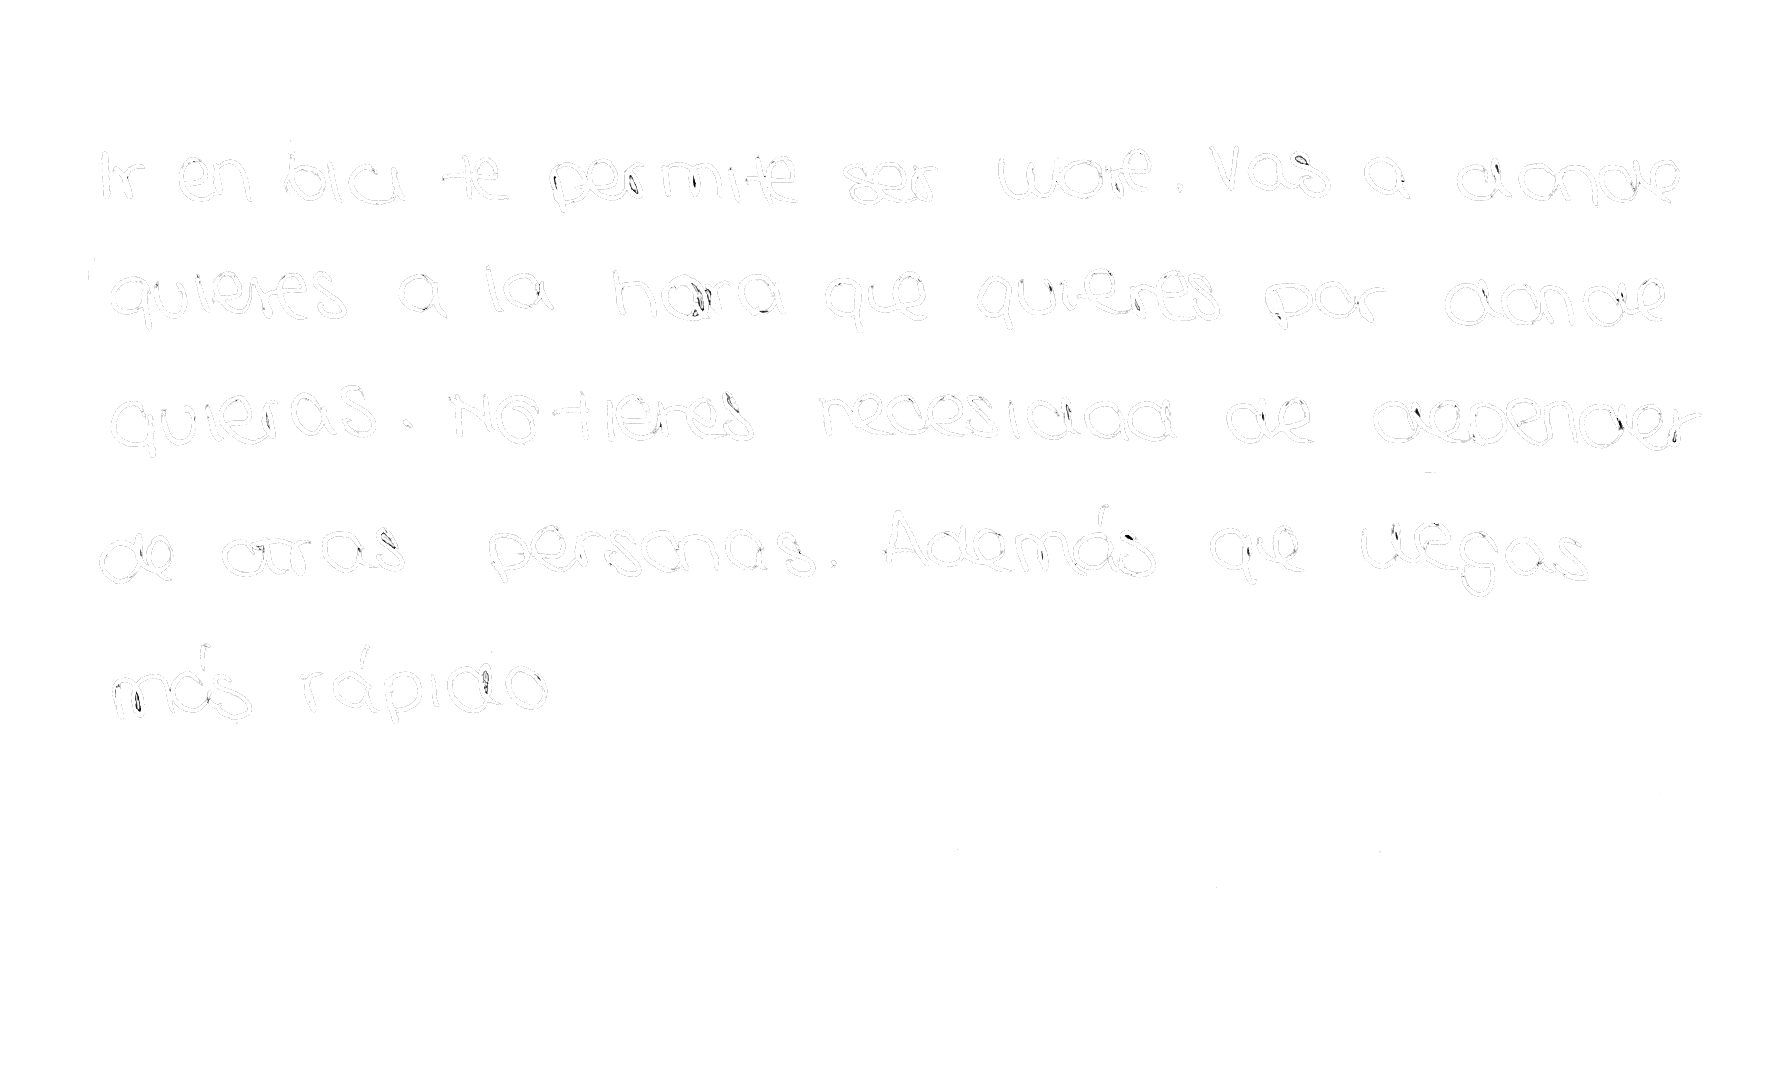 Ir en bici te permite ser libre. Vas a donde
quieres a la hora que quieres por donde
quieras. No tienes necesidad de depender
de otras personas. Además que llegas
más rápido